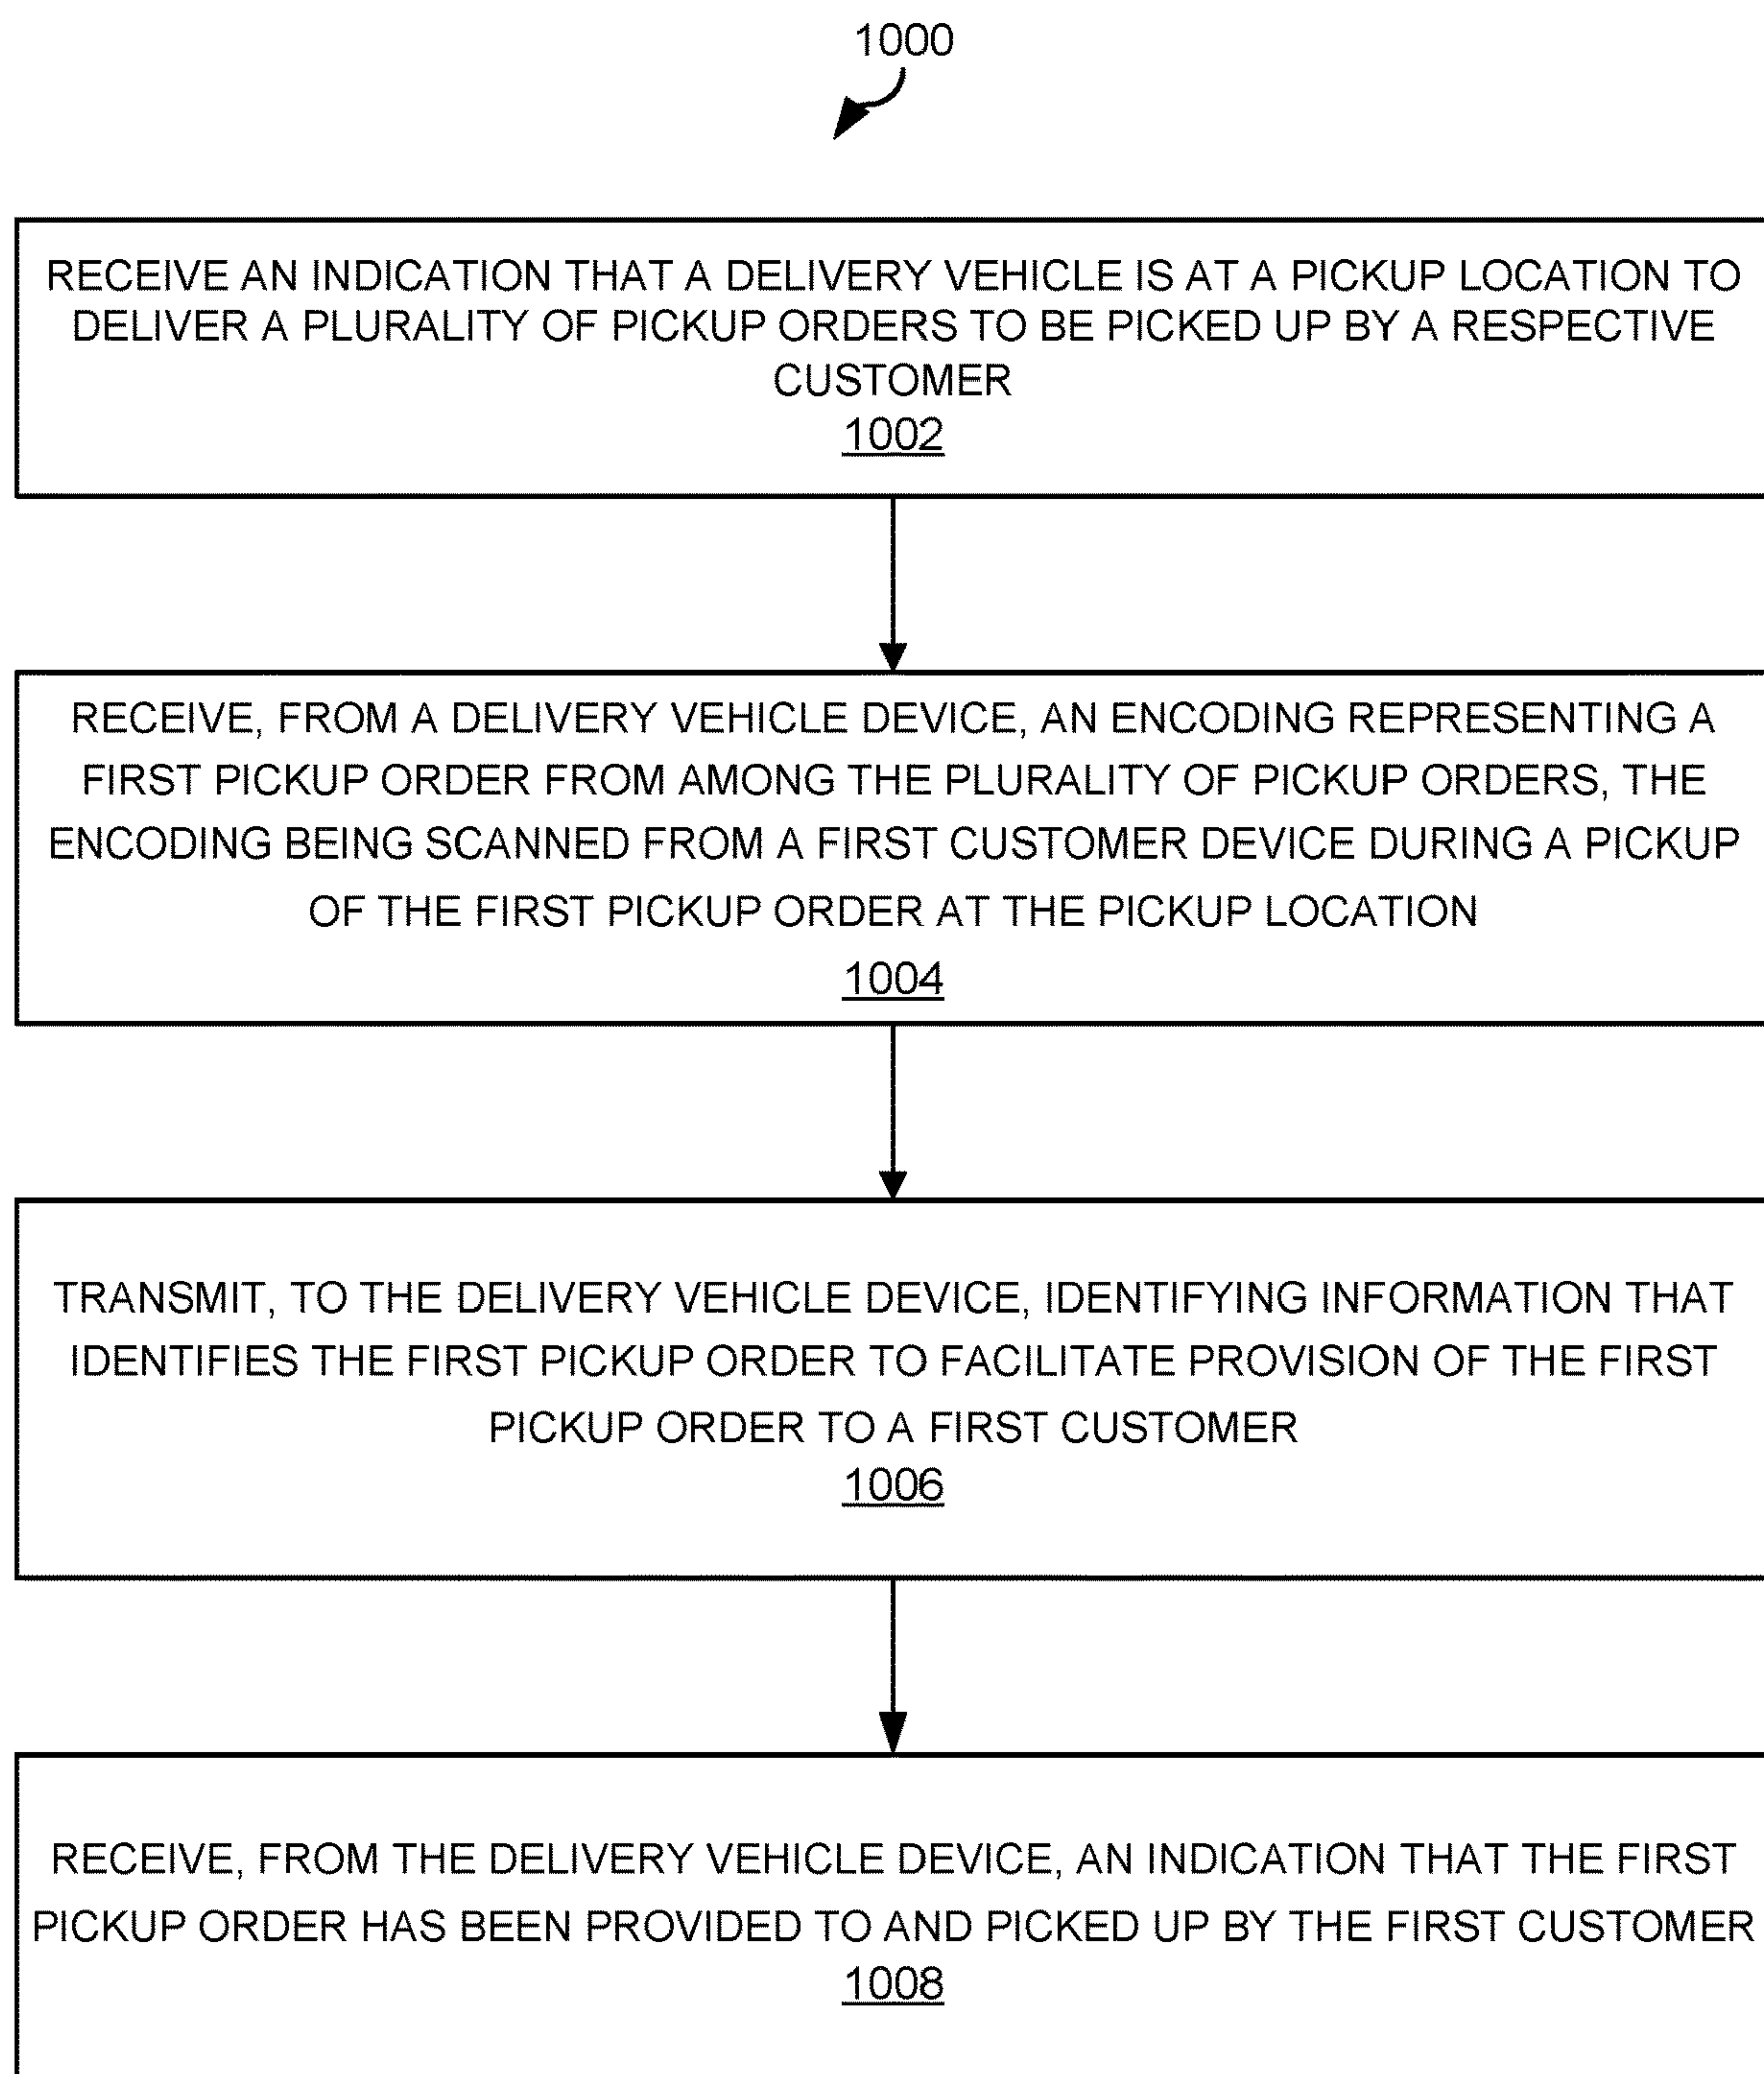 1000
RECEIVE AN INDICATION THAT A DELIVERY VEHICLE IS AT A PICKUP LOCATION TO
DELIVER A PLURALITY OF PICKUP ORDERS TO BE PICKED UP BY A RESPECTIVE
CUSTOMER
1002
RECEIVE, FROM A DELIVERY VEHICLE DEVICE, AN ENCODING REPRESENTING A
FIRST PICKUP ORDER FROM AMONG THE PLURALITY OF PICKUP ORDERS, THE
ENCODING BEING SCANNED FROM A FIRST CUSTOMER DEVICE DURING A PICKUP
OF THE FIRST PICKUP ORDER AT THE PICKUP LOCATION
1004
TRANSMIT, TO THE DELIVERY VEHICLE DEVICE, IDENTIFYING INFORMATION THAT
IDENTIFIES THE FIRST PICKUP ORDER TO FACILITATE PROVISION OF THE FIRST
PICKUP ORDER TO A FIRST CUSTOMER
1006
RECEIVE, FROM THE DELIVERY VEHICLE DEVICE, AN INDICATION THAT THE FIRST
PICKUP ORDER HAS BEEN PROVIDED TO AND PICKED UP BY THE FIRST CUSTOMER
1008